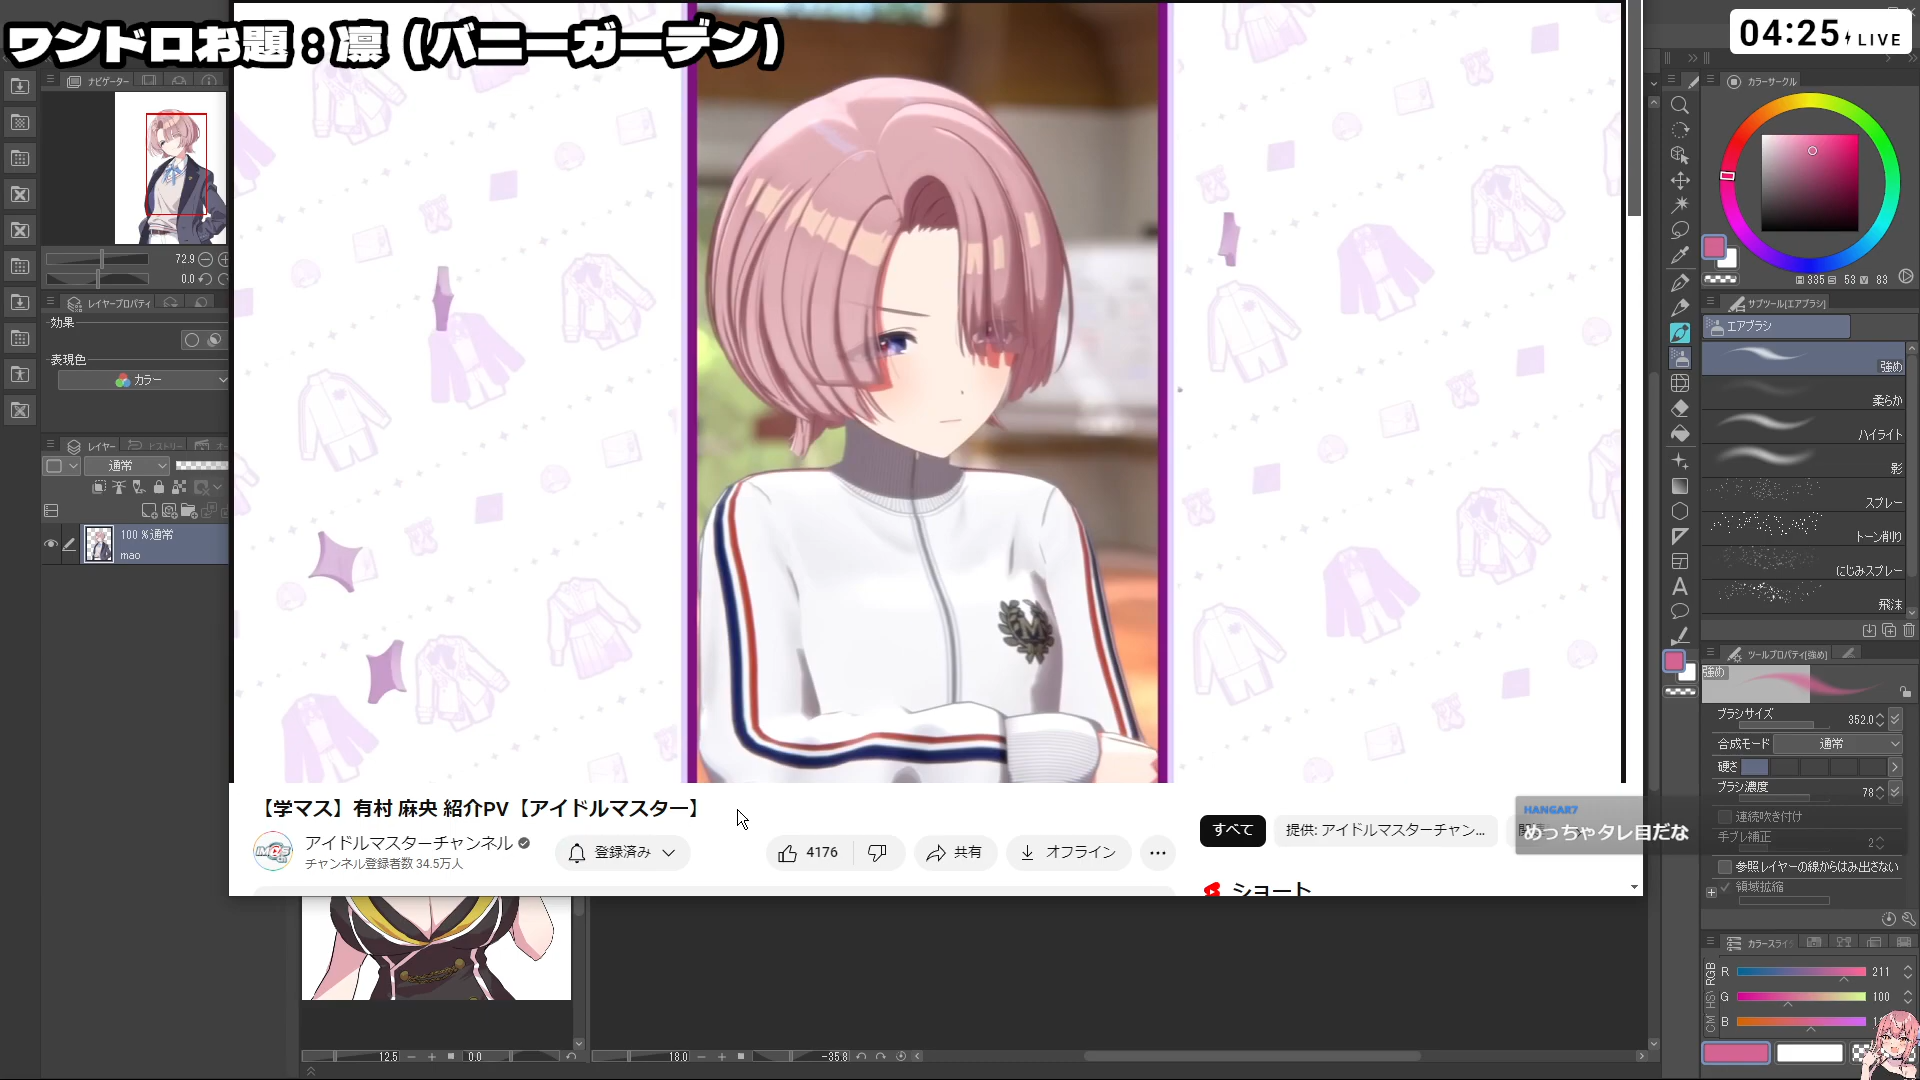 ワンドロお題：凛（バニーガーデン）
04:25 LIVE
ナビゲーター
72.9
0.0
レイヤープロパティ
効果
表現色
カラー
レイヤー
ヒストリー
通常
100 %通常
mao
【学マス】有村 麻央 紹介PV【アイドルマスター】
アイドルマスターチャンネル
チャンネル登録者数 34.5万人
登録済み
4176
共有
オフライン
すべて
提供: アイドルマスターチャン...
ショート
HANGAR7
めっちゃタレ目だな
12.5
0.0
18.0
-35.8
カラーサークル
335 53 83
サブツール[エアブラシ]
エアブラシ
強め
柔らか
ハイライト
影
スプレー
トーン削り
にじみスプレー
飛沫
ツールプロパティ[強め]
強め
ブラシサイズ
352.0
合成モード
通常
硬さ
ブラシ濃度
78
連続吹き付け
手ブレ補正
2
参照レイヤーの線からはみ出さない
領域拡縮
カラースライ
RGB
R
211
G
100
B